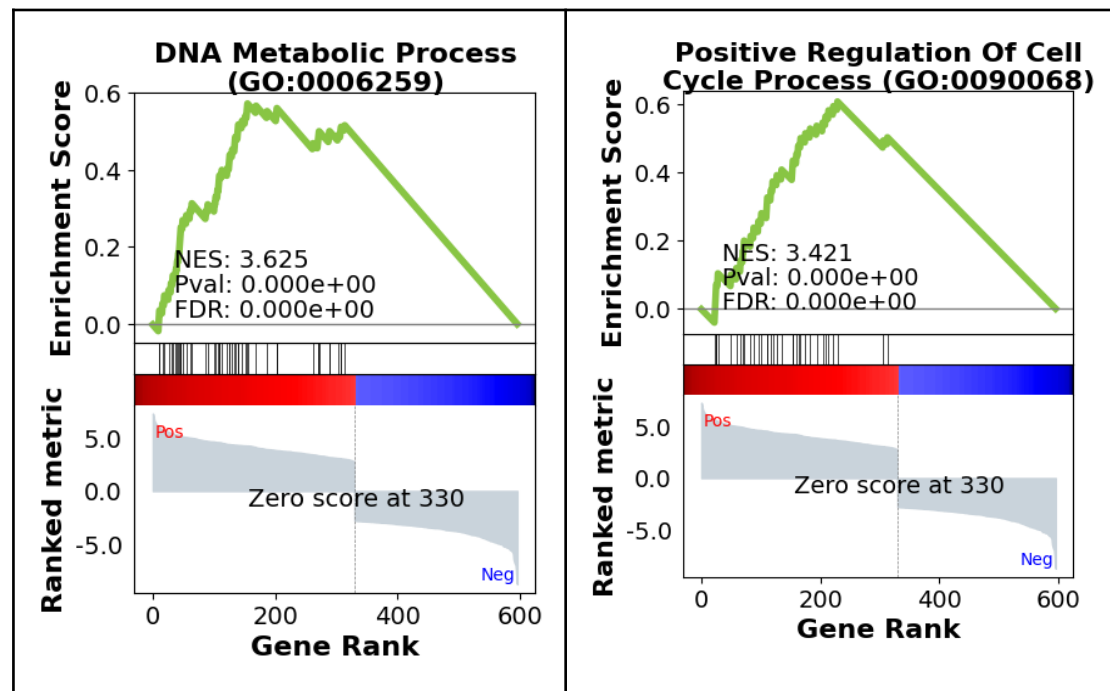 DNA Metabolic Process
(GO:0006259)
Enrichment Score
0.6
0.4
0.2
0.0
NES: 3.625
Pval: 0.000e+00
FDR: 0.000e+00
Ranked metric
5.0
0.0
-5.0
Pos
Zero score at 330
Neg
0 200 400 600
Gene Rank
Positive Regulation Of Cell
Cycle Process (GO:0090068)
Enrichment Score
0.6
0.4
0.2
0.0
NES: 3.421
Pval: 0.000e+00
FDR: 0.000e+00
Ranked metric
5.0
0.0
-5.0
Pos
Zero score at 330
Neg
0 200 400 600
Gene Rank